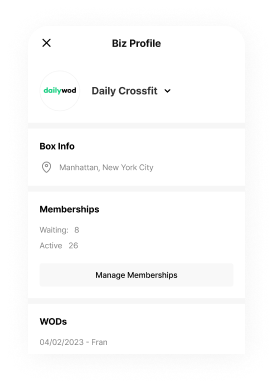 Biz Profile
dailywod
Daily Crossfit
Box Info
Manhattan, New York City
Memberships
Waiting: 8
Active 26
Manage Memberships
WODs
04/02/2023 - Fran